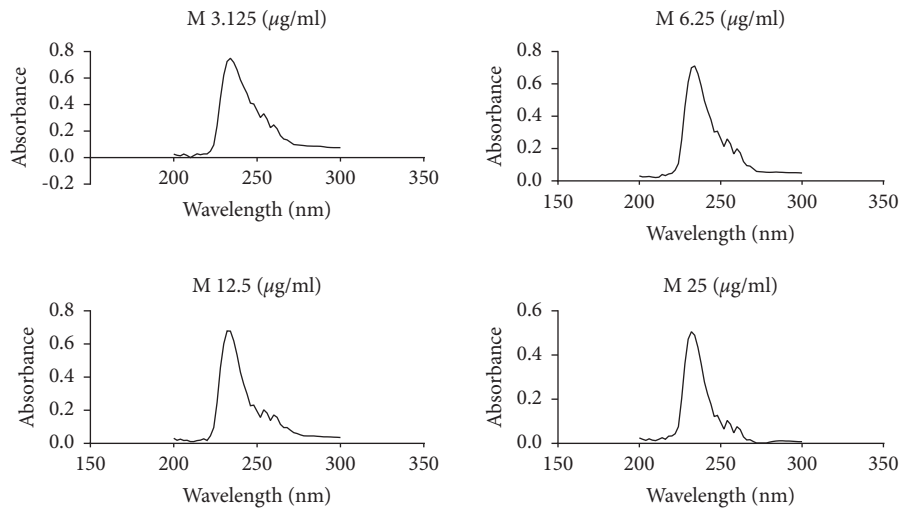 M 3.125 (µg/ml)
0.8
0.6
0.4
0.2
0.0
-0.2
Absorbance
200 250 300 350
Wavelength (nm)
M 6.25 (µg/ml)
0.8
0.6
0.4
0.2
0.0
Absorbance
150 200 250 300 350
Wavelength (nm)
M 12.5 (µg/ml)
0.8
0.6
0.4
0.2
0.0
Absorbance
150 200 250 300 350
Wavelength (nm)
M 25 (µg/ml)
0.6
0.4
0.2
0.0
Absorbance
150 200 250 300 350
Wavelength (nm)